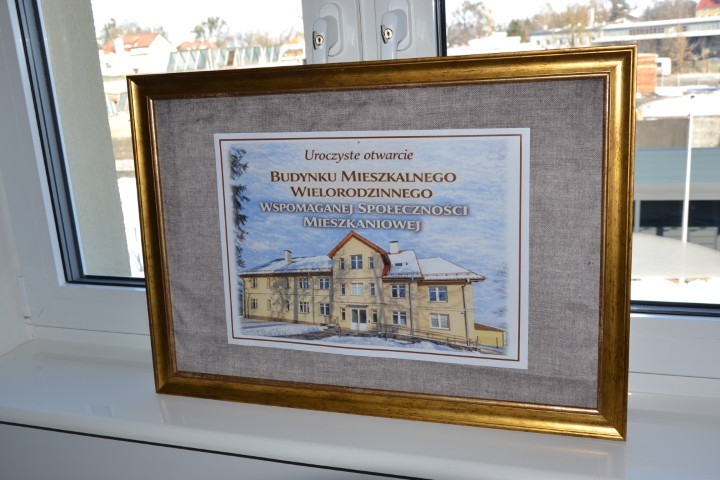 Uroczyste otwarcie
Budynku Mieszkalnego
Wielorodzinnego
Wspomaganej Społeczności
Mieszkaniowej